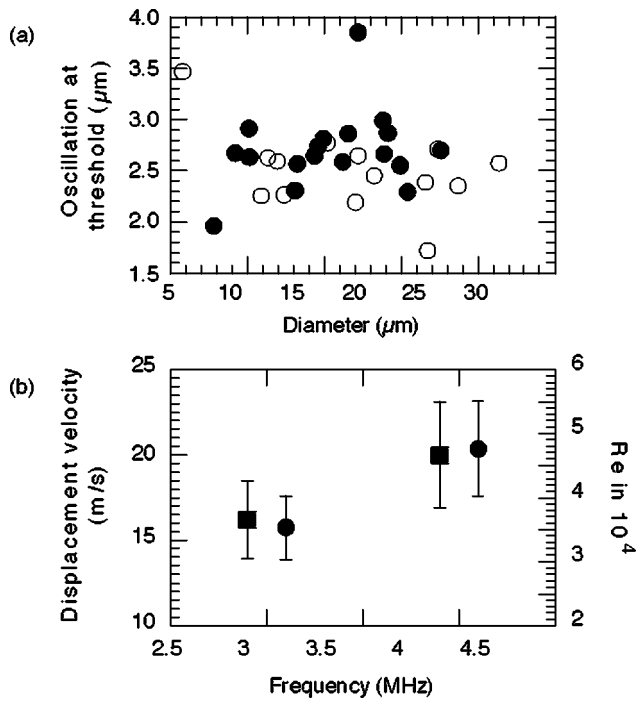 (a)
Oscillation at
threshold (μm)
4.0
3.5
3.0
2.5
2.0
1.5
5 10 15 20 25 30
Diameter (μm)
(b)
Displacement velocity
(m/s)
25
20
15
10
6
5
4
3
2
Re in 10⁴
2.5 3 3.5 4 4.5
Frequency (MHz)